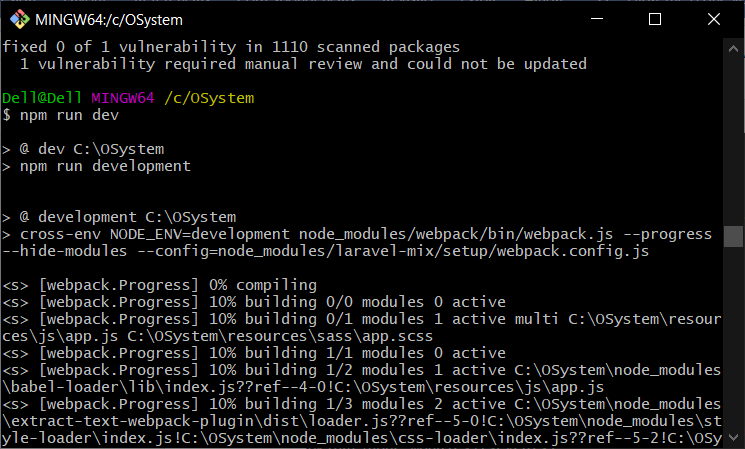 MINGW64:/c/OSystem
fixed 0 of 1 vulnerability in 1110 scanned packages
  1 vulnerability required manual review and could not be updated
Dell@Dell MINGW64 /c/OSystem
$ npm run dev
> @ dev C:\OSystem
> npm run development
> @ development C:\OSystem
> cross-env NODE_ENV=development node_modules/webpack/bin/webpack.js --progress
--hide-modules --config=node_modules/laravel-mix/setup/webpack.config.js
<s> [webpack.Progress] 0% compiling
<s> [webpack.Progress] 10% building 0/0 modules 0 active
<s> [webpack.Progress] 10% building 0/1 modules 1 active multi C:\OSystem\resour
ces\js\app.js C:\OSystem\resources\sass\app.scss
<s> [webpack.Progress] 10% building 1/1 modules 0 active
<s> [webpack.Progress] 10% building 1/2 modules 1 active C:\OSystem\node_modules
\babel-loader\lib\index.js??ref--4-0!C:\OSystem\resources\js\app.js
<s> [webpack.Progress] 10% building 1/3 modules 2 active C:\OSystem\node_modules
\extract-text-webpack-plugin\dist\loader.js??ref--5-0!C:\OSystem\node_modules\st
yle-loader\index.js!C:\OSystem\node_modules\css-loader\index.js??ref--5-2!C:\OSy